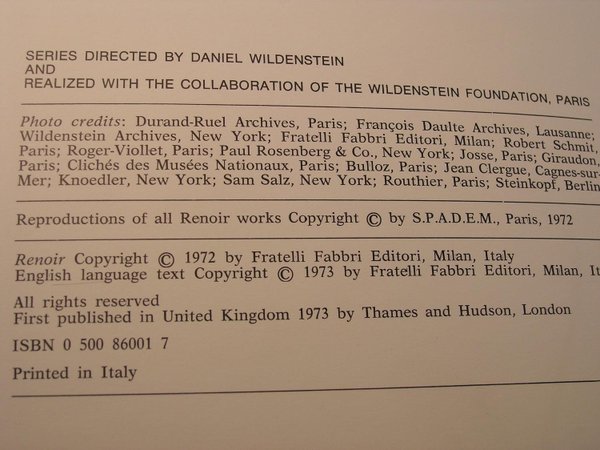 SERIES DIRECTED BY DANIEL WILDENSTEIN
AND
REALIZED WITH THE COLLABORATION OF THE WILDENSTEIN FOUNDATION, PARIS
Photo credits: Durand-Ruel Archives, Paris; François Daulte Archives, Lausanne;
Wildenstein Archives, New York; Fratelli Fabbri Editori, Milan; Robert Schmit,
Paris; Roger-Viollet, Paris; Paul Rosenberg & Co., New York; Josse, Paris; Giraudon,
Paris; Clichés des Musées Nationaux, Paris; Bulloz, Paris; Jean Clergue, Cagnes-sur-
Mer; Knoedler, New York; Sam Salz, New York; Routhier, Paris; Steinkopf, Berlin
Reproductions of all Renoir works Copyright © by S.P.A.D.E.M., Paris, 1972
Renoir Copyright © 1972 by Fratelli Fabbri Editori, Milan, Italy
English language text Copyright © 1973 by Fratelli Fabbri Editori, Milan, It
All rights reserved
First published in United Kingdom 1973 by Thames and Hudson, London
ISBN 0 500 86001 7
Printed in Italy